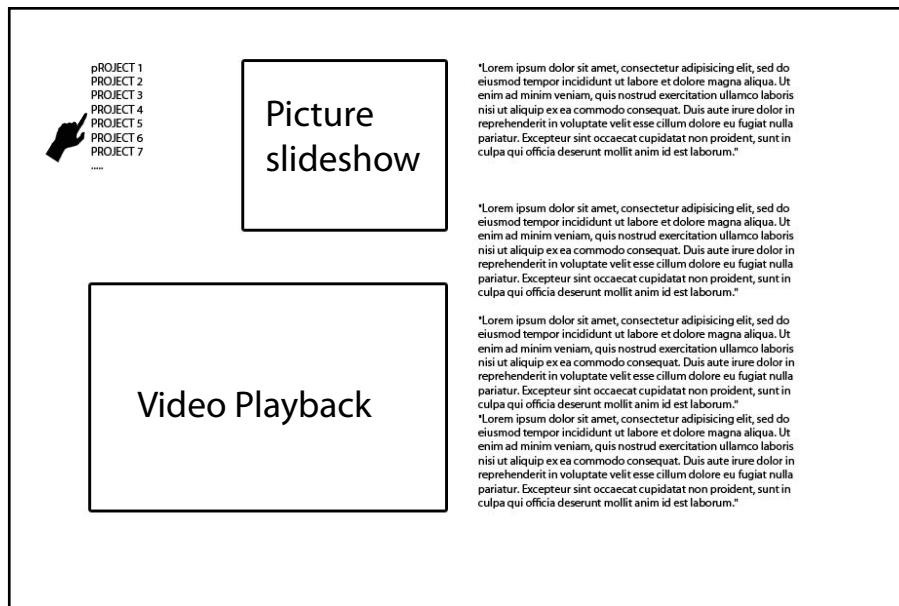 pROJECT 1
PROJECT 2
PROJECT 3
PROJECT 4
PROJECT 5
PROJECT 6
PROJECT 7
.....
Picture
slideshow
Video Playback
"Lorem ipsum dolor sit amet, consectetur adipisicing elit, sed do
eiusmod tempor incididunt ut labore et dolore magna aliqua. Ut
enim ad minim veniam, quis nostrud exercitation ullamco laboris
nisi ut aliquip ex ea commodo consequat. Duis aute irure dolor in
reprehenderit in voluptate velit esse cillum dolore eu fugiat nulla
pariatur. Excepteur sint occaecat cupidatat non proident, sunt in
culpa qui officia deserunt mollit anim id est laborum."
"Lorem ipsum dolor sit amet, consectetur adipisicing elit, sed do
eiusmod tempor incididunt ut labore et dolore magna aliqua. Ut
enim ad minim veniam, quis nostrud exercitation ullamco laboris
nisi ut aliquip ex ea commodo consequat. Duis aute irure dolor in
reprehenderit in voluptate velit esse cillum dolore eu fugiat nulla
pariatur. Excepteur sint occaecat cupidatat non proident, sunt in
culpa qui officia deserunt mollit anim id est laborum."
"Lorem ipsum dolor sit amet, consectetur adipisicing elit, sed do
eiusmod tempor incididunt ut labore et dolore magna aliqua. Ut
enim ad minim veniam, quis nostrud exercitation ullamco laboris
nisi ut aliquip ex ea commodo consequat. Duis aute irure dolor in
reprehenderit in voluptate velit esse cillum dolore eu fugiat nulla
pariatur. Excepteur sint occaecat cupidatat non proident, sunt in
culpa qui officia deserunt mollit anim id est laborum."
"Lorem ipsum dolor sit amet, consectetur adipisicing elit, sed do
eiusmod tempor incididunt ut labore et dolore magna aliqua. Ut
enim ad minim veniam, quis nostrud exercitation ullamco laboris
nisi ut aliquip ex ea commodo consequat. Duis aute irure dolor in
reprehenderit in voluptate velit esse cillum dolore eu fugiat nulla
pariatur. Excepteur sint occaecat cupidatat non proident, sunt in
culpa qui officia deserunt mollit anim id est laborum."